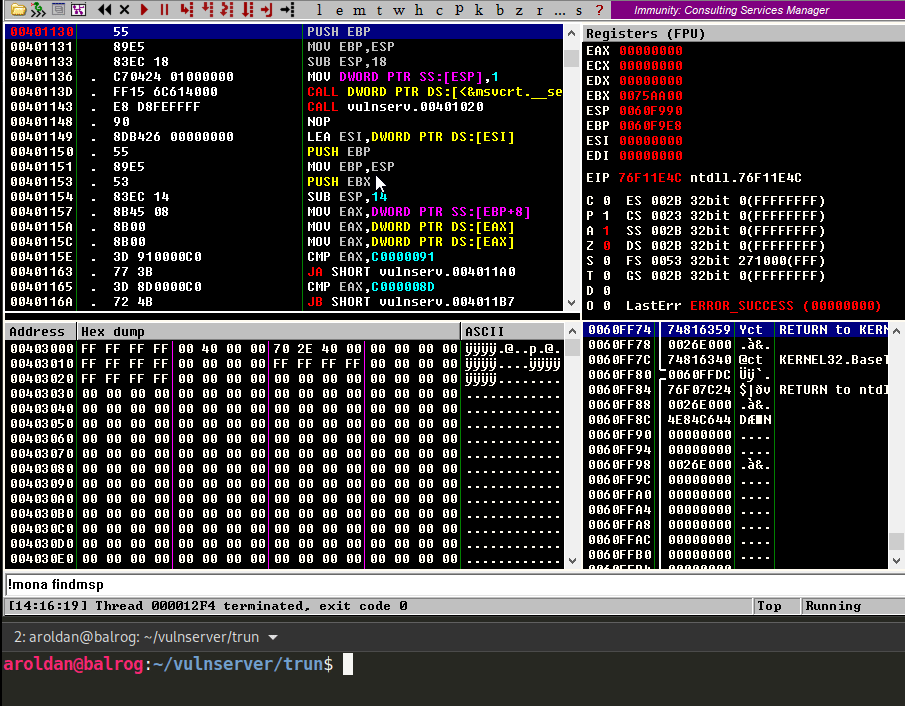 l e m t w h c P k b z r ... s ? Immunity: Consulting Services Manager
00401130 55 PUSH EBP
00401131 . 89E5 MOV EBP,ESP
00401133 . 83EC 18 SUB ESP,18
00401136 . C70424 01000000 MOV DWORD PTR SS:[ESP],1
0040113D . FF15 6C614000 CALL DWORD PTR DS:[<&msvcrt.__se
00401143 . E8 D8FEFFFF CALL vulnserv.00401020
00401148 . 90 NOP
00401149 . 8DB426 00000000 LEA ESI,DWORD PTR DS:[ESI]
00401150 . 55 PUSH EBP
00401151 . 89E5 MOV EBP,ESP
00401153 . 53 PUSH EBX
00401154 . 83EC 14 SUB ESP,14
00401157 . 8B45 08 MOV EAX,DWORD PTR SS:[EBP+8]
0040115A . 8B00 MOV EAX,DWORD PTR DS:[EAX]
0040115C . 8B00 MOV EAX,DWORD PTR DS:[EAX]
0040115E . 3D 910000C0 CMP EAX,C0000091
00401163 . 77 3B JA SHORT vulnserv.004011A0
00401165 . 3D 8D0000C0 CMP EAX,C000008D
0040116A . 72 4B JB SHORT vulnserv.004011B7
Registers (FPU)
EAX 00000000
ECX 00000000
EDX 00000000
EBX 0075AA00
ESP 0060F990
EBP 0060F9E8
ESI 00000000
EDI 00000000
EIP 76F11E4C ntdll.76F11E4C
C 0 ES 002B 32bit 0(FFFFFFFF)
P 1 CS 0023 32bit 0(FFFFFFFF)
A 1 SS 002B 32bit 0(FFFFFFFF)
Z 0 DS 002B 32bit 0(FFFFFFFF)
S 0 FS 0053 32bit 271000(FFF)
T 0 GS 002B 32bit 0(FFFFFFFF)
D 0
O 0 LastErr ERROR_SUCCESS (00000000)
Address Hex dump ASCII
00403000 FF FF FF FF 00 40 00 00 70 2E 40 00 00 00 00 00 ÿÿÿÿ.@..p.@.
00403010 FF FF FF FF 00 00 00 00 FF FF FF FF 00 00 00 00 ÿÿÿÿ....ÿÿÿÿ
00403020 FF FF FF FF 00 00 00 00 00 00 00 00 00 00 00 00 ÿÿÿÿ........
00403030 00 00 00 00 00 00 00 00 00 00 00 00 00 00 00 00 ............
00403040 00 00 00 00 00 00 00 00 00 00 00 00 00 00 00 00 ............
00403050 00 00 00 00 00 00 00 00 00 00 00 00 00 00 00 00 ............
00403060 00 00 00 00 00 00 00 00 00 00 00 00 00 00 00 00 ............
00403070 00 00 00 00 00 00 00 00 00 00 00 00 00 00 00 00 ............
00403080 00 00 00 00 00 00 00 00 00 00 00 00 00 00 00 00 ............
00403090 00 00 00 00 00 00 00 00 00 00 00 00 00 00 00 00 ............
004030A0 00 00 00 00 00 00 00 00 00 00 00 00 00 00 00 00 ............
004030B0 00 00 00 00 00 00 00 00 00 00 00 00 00 00 00 00 ............
004030C0 00 00 00 00 00 00 00 00 00 00 00 00 00 00 00 00 ............
004030D0 00 00 00 00 00 00 00 00 00 00 00 00 00 00 00 00 ............
004030E0 00 00 00 00 00 00 00 00 00 00 00 00 00 00 00 00 ............
0060FF74 74816359 Yct RETURN to KERN
0060FF78 0026E000 .à&.
0060FF7C 74816340 @ct KERNEL32.BaseT
0060FF80 0060FFDC Üÿ`.
0060FF84 76F07C24 $|ðv RETURN to ntdl
0060FF88 0026E000 .à&.
0060FF8C 4E84C644
0060FF90 00000000 ....
0060FF94 00000000 ....
0060FF98 0026E000 .à&.
0060FF9C 00000000 ....
0060FFA0 00000000 ....
0060FFA4 00000000 ....
0060FFA8 00000000 ....
0060FFAC 00000000 ....
0060FFB0 00000000 ....
!mona findmsp
[14:16:19] Thread 000012F4 terminated, exit code 0 Top Running
2: aroldan@balrog: ~/vulnserver/trun
aroldan@balrog:~/vulnserver/trun$